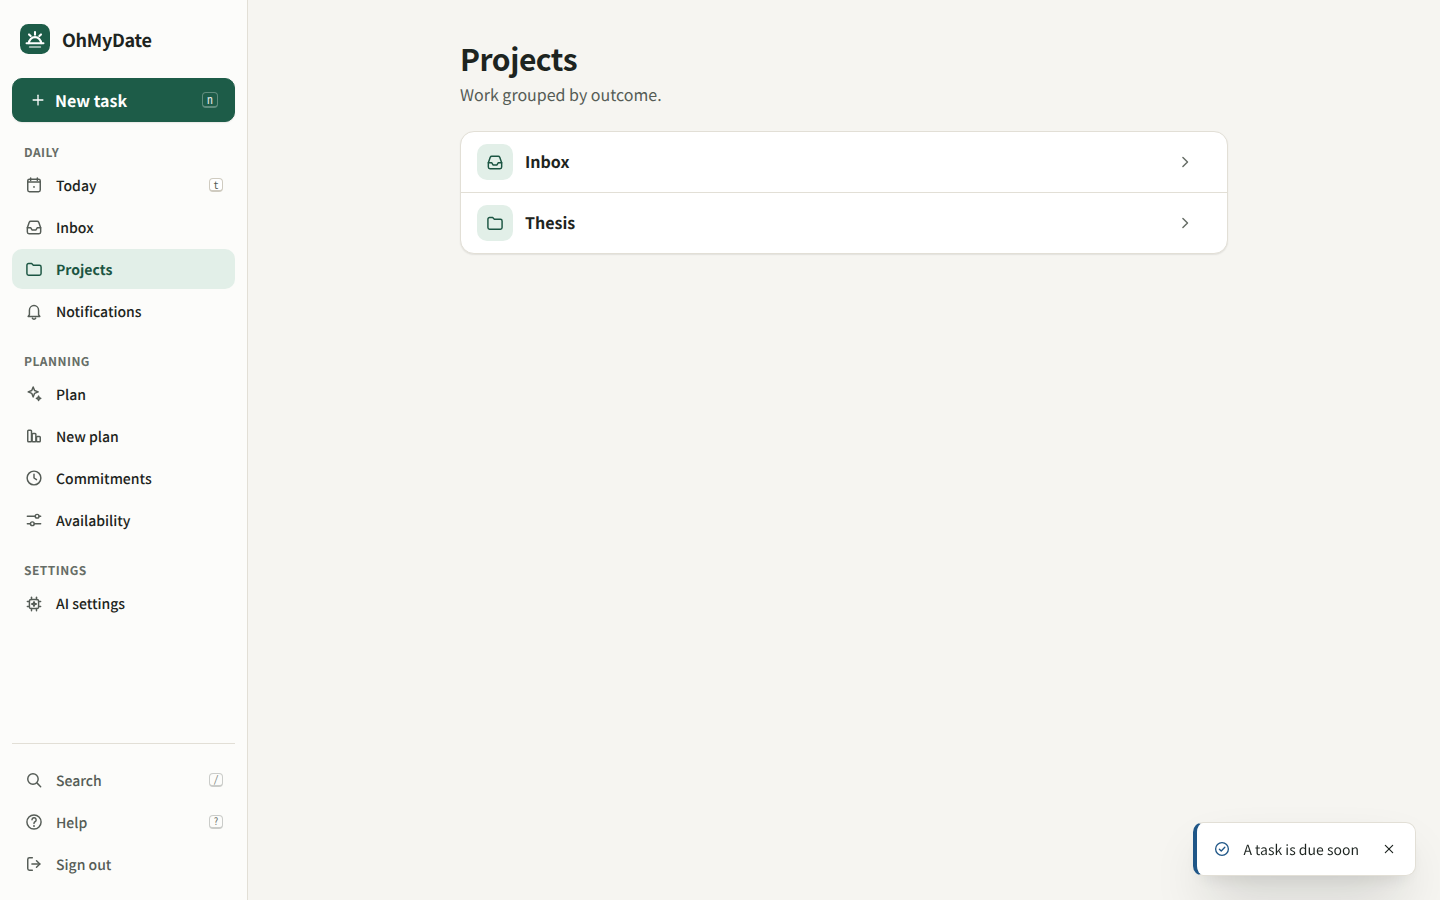 OhMyDate
New task n
DAILY
Today t
Inbox
Projects
Notifications
PLANNING
Plan
New plan
Commitments
Availability
SETTINGS
AI settings
Search /
Help ?
Sign out
Projects
Work grouped by outcome.
Inbox
Thesis
A task is due soon